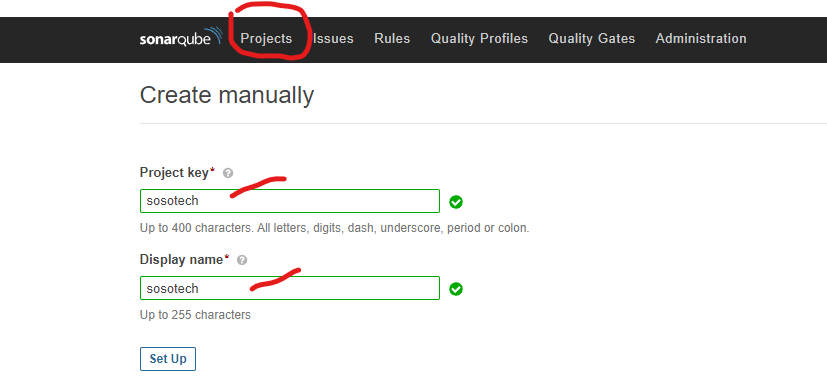 sonarqube Projects Issues Rules Quality Profiles Quality Gates Administration
Create manually
Project key* ?
sosotech
Up to 400 characters. All letters, digits, dash, underscore, period or colon.
Display name* ?
sosotech
Up to 255 characters
Set Up